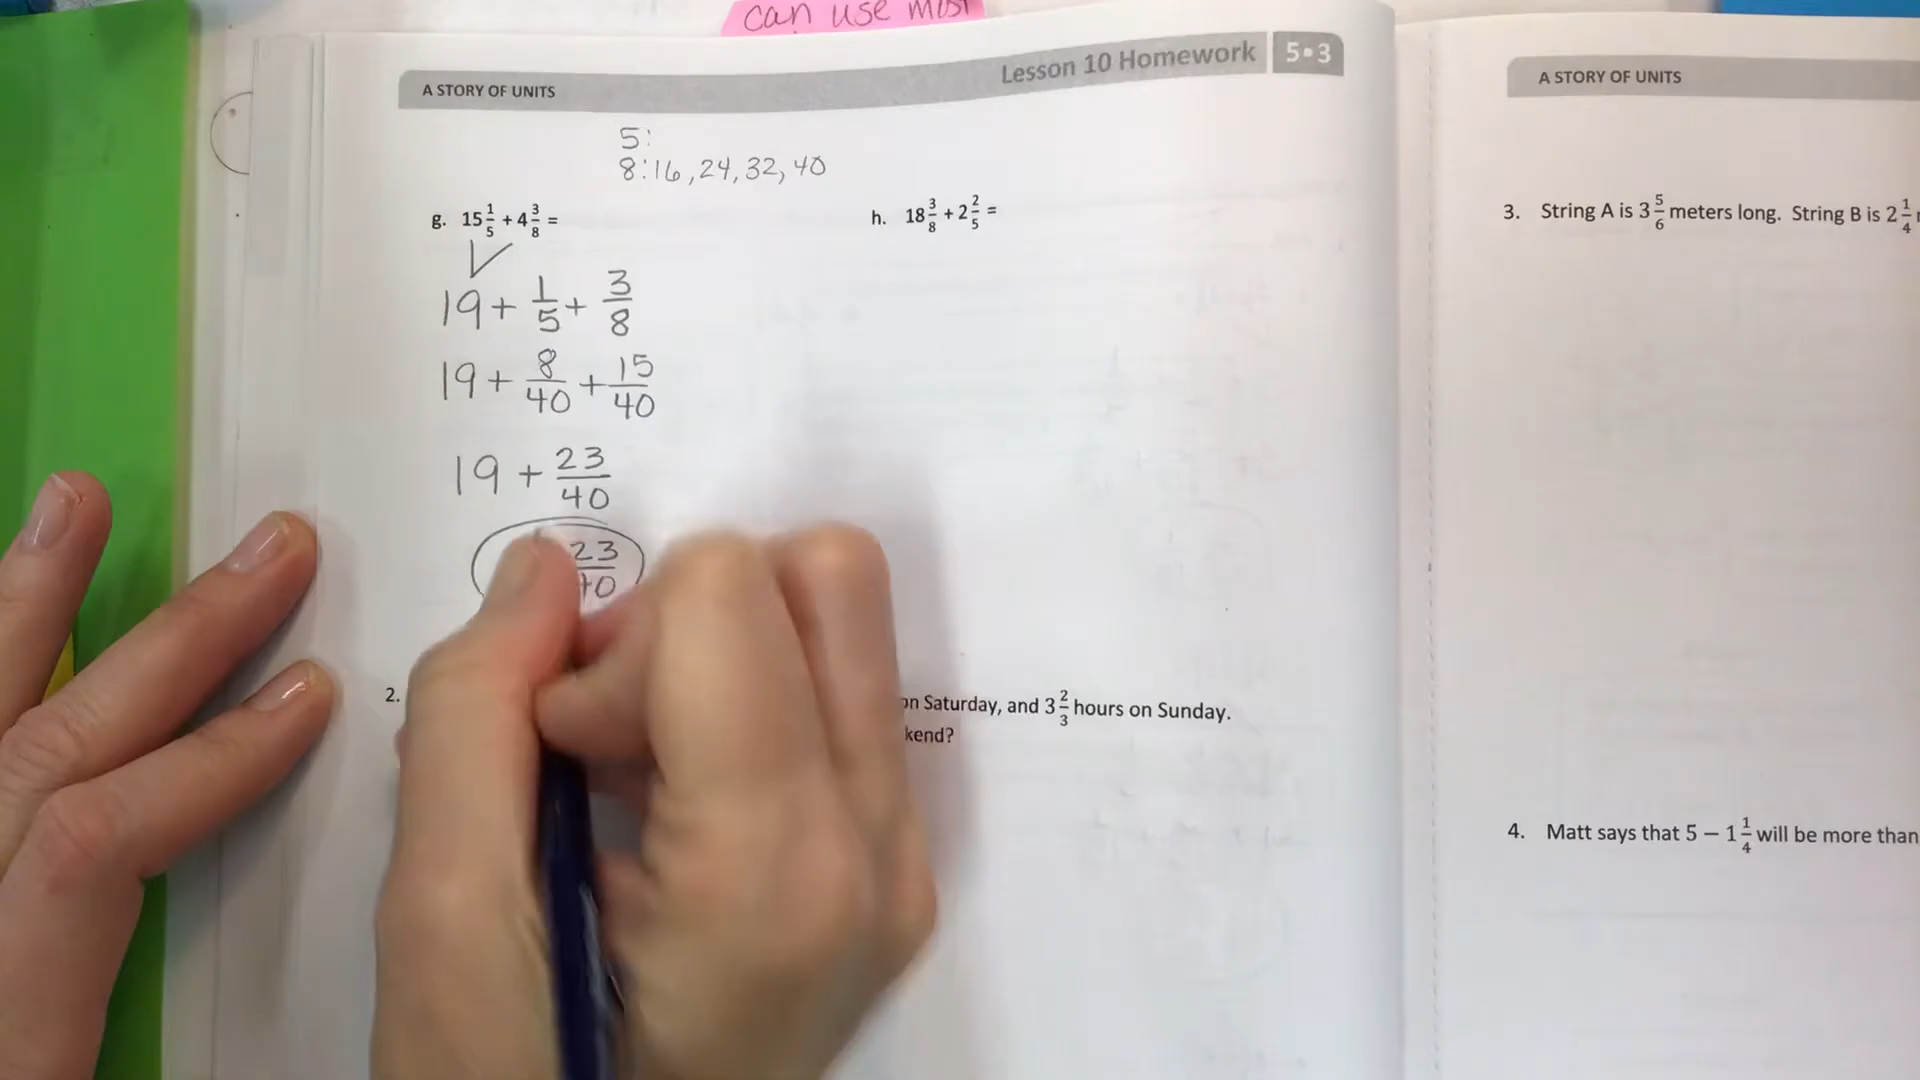 can use
Lesson 10 Homework 5•3
A STORY OF UNITS
5:
8:16,24,32,40
g. 15 1/5 + 4 3/8 =
h. 18 3/8 + 2 2/5 =
19 + 1/5 + 3/8
19 + 8/40 + 15/40
19 + 23/40
23
2.
on Saturday, and 3 2/3 hours on Sunday.
kend?
A STORY OF UNITS
3. String A is 3 5/6 meters long. String B is 2 1/4
4. Matt says that 5 – 1 1/4 will be more than